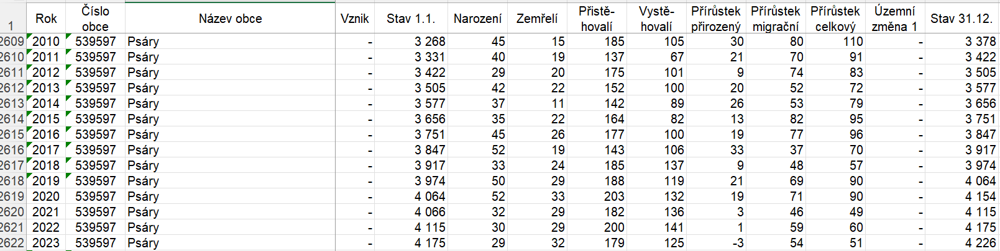 1 Rok Číslo obce Název obce Vznik Stav 1.1. Narození Zemřelí Přistě-hovalí Vystě-hovalí Přírůstek přirozený Přírůstek migrační Přírůstek celkový Územní změna 1 Stav 31.12.
2609 2010 539597 Psáry - 3 268 45 15 185 105 30 80 110 - 3 378
2610 2011 539597 Psáry - 3 331 40 19 137 67 21 70 91 - 3 422
2611 2012 539597 Psáry - 3 422 29 20 175 101 9 74 83 - 3 505
2612 2013 539597 Psáry - 3 505 42 22 152 100 20 52 72 - 3 577
2613 2014 539597 Psáry - 3 577 37 11 142 89 26 53 79 - 3 656
2614 2015 539597 Psáry - 3 656 35 22 164 82 13 82 95 - 3 751
2615 2016 539597 Psáry - 3 751 45 26 177 100 19 77 96 - 3 847
2616 2017 539597 Psáry - 3 847 52 19 143 106 33 37 70 - 3 917
2617 2018 539597 Psáry - 3 917 33 24 185 137 9 48 57 - 3 974
2618 2019 539597 Psáry - 3 974 50 29 188 119 21 69 90 - 4 064
2619 2020 539597 Psáry - 4 064 52 33 203 132 19 71 90 - 4 154
2620 2021 539597 Psáry - 4 066 32 29 182 136 3 46 49 - 4 115
2621 2022 539597 Psáry - 4 115 30 29 200 141 1 59 60 - 4 175
2622 2023 539597 Psáry - 4 175 29 32 179 125 -3 54 51 - 4 226